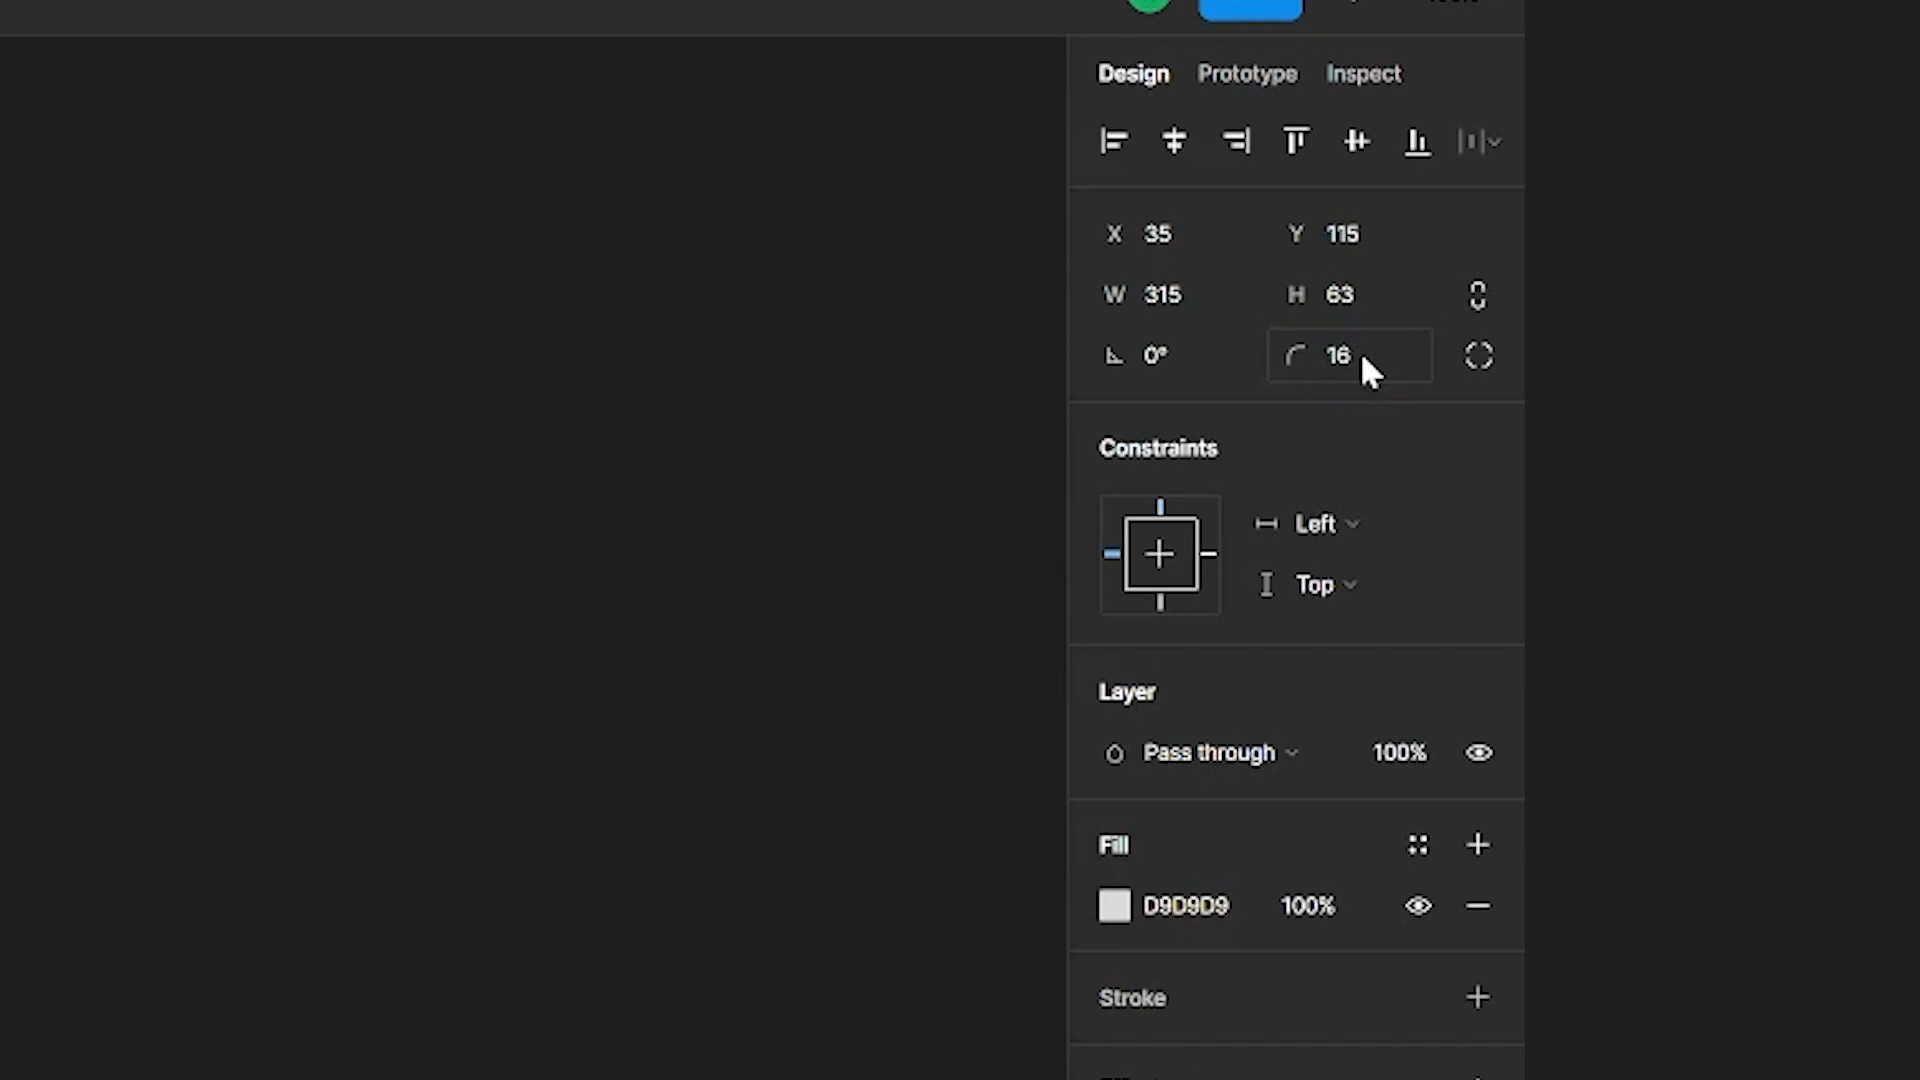 Design Prototype Inspect
X 35 Y 115
W 315 H 63
0° 16
Constraints
Left
Top
Layer
Pass through 100%
Fill
D9D9D9 100%
Stroke